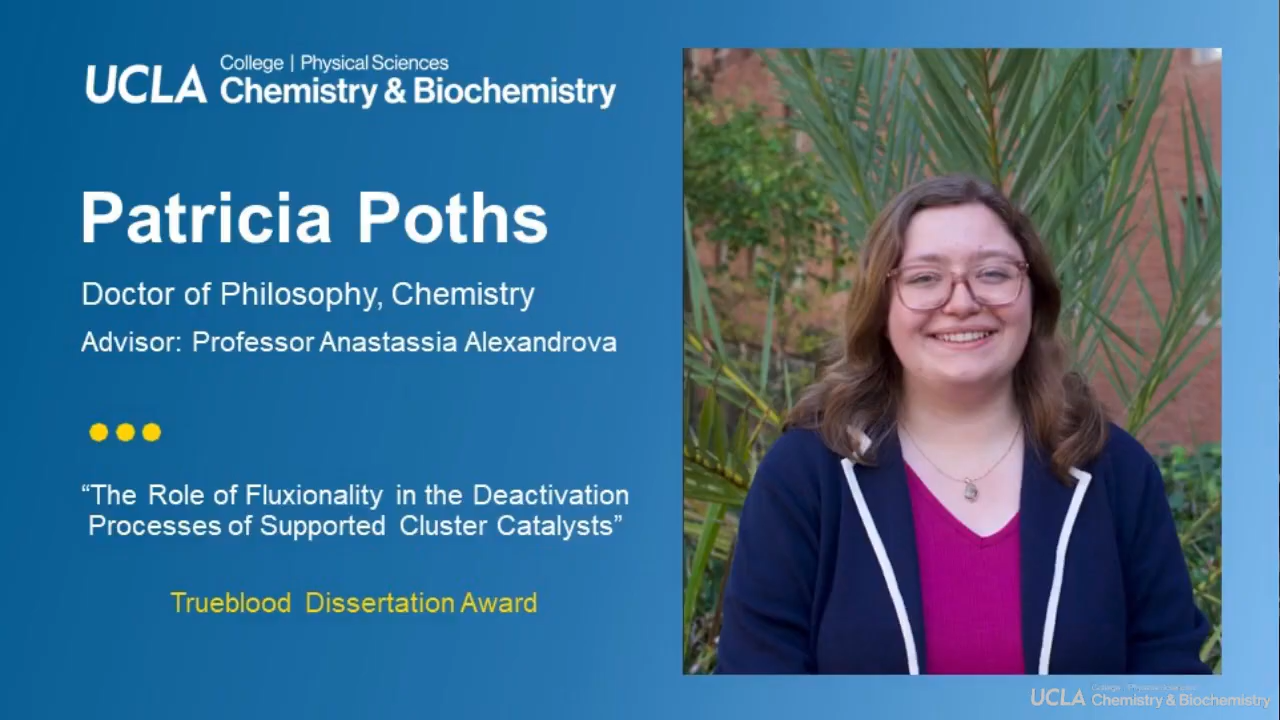 UCLA College | Physical Sciences
Chemistry & Biochemistry
Patricia Poths
Doctor of Philosophy, Chemistry
Advisor: Professor Anastassia Alexandrova
“The Role of Fluxionality in the Deactivation
Processes of Supported Cluster Catalysts”
Trueblood Dissertation Award
UCLA Chemistry & Biochemistry